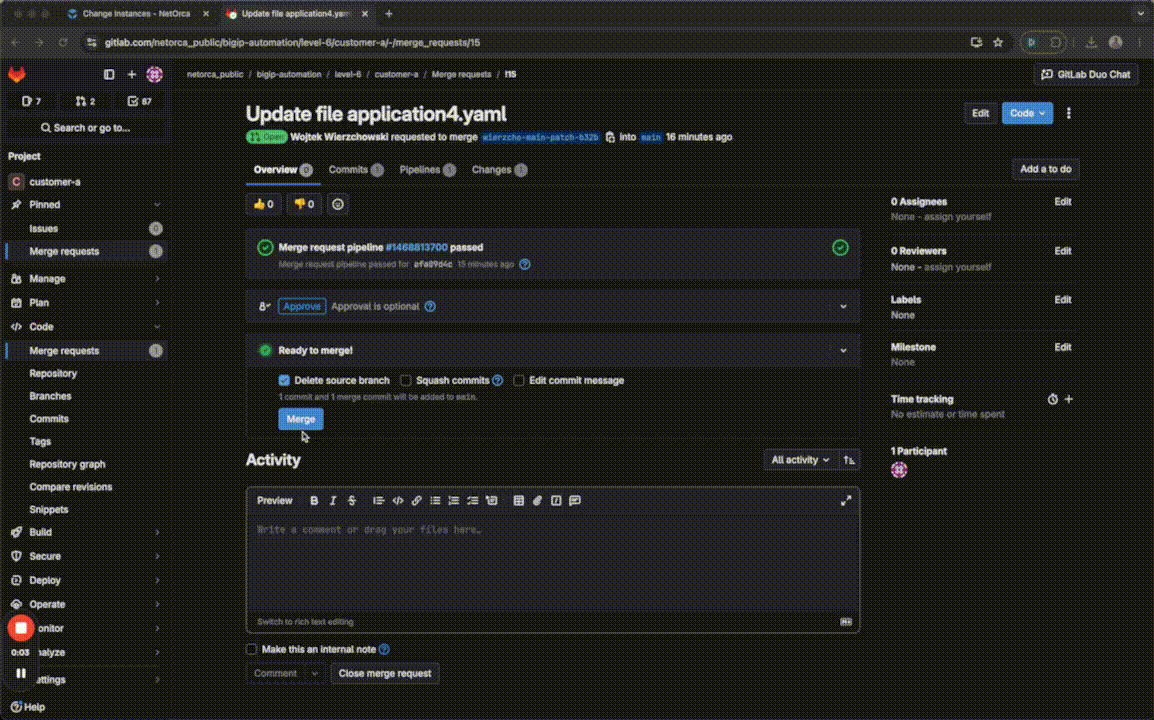 Change Instances - NetOrca
Update file application4.yam
gitlab.com/netorca_public/bigip-automation/level-6/customer-a/-/merge_requests/15
netorca_public / bigip-automation / level-6 / customer-a / Merge requests / !15
GitLab Duo Chat
7 2 87
Search or go to...
Project
C customer-a
Pinned
Issues 0
Merge requests 1
Manage
Plan
Code
Merge requests 1
Repository
Branches
Commits
Tags
Repository graph
Compare revisions
Snippets
Build
Secure
Deploy
Operate
onitor
0:03 nalyze
ettings
Help
Update file application4.yaml
Edit Code
Open Wojtek Wierzchowski requested to merge wierzcho-main-patch-b32b into main 16 minutes ago
Overview 0 Commits 1 Pipelines 1 Changes 1
Add a to do
0 0
Merge request pipeline #1468813700 passed
Merge request pipeline passed for afa09d4c 15 minutes ago
Approve Approval is optional
Ready to merge!
Delete source branch Squash commits Edit commit message
1 commit and 1 merge commit will be added to main.
Merge
Activity
All activity
Preview B I S
Write a comment or drag your files here…
Switch to rich text editing
Make this an internal note
Comment Close merge request
0 Assignees Edit
None - assign yourself
0 Reviewers Edit
None - assign yourself
Labels Edit
None
Milestone Edit
None
Time tracking
No estimate or time spent
1 Participant